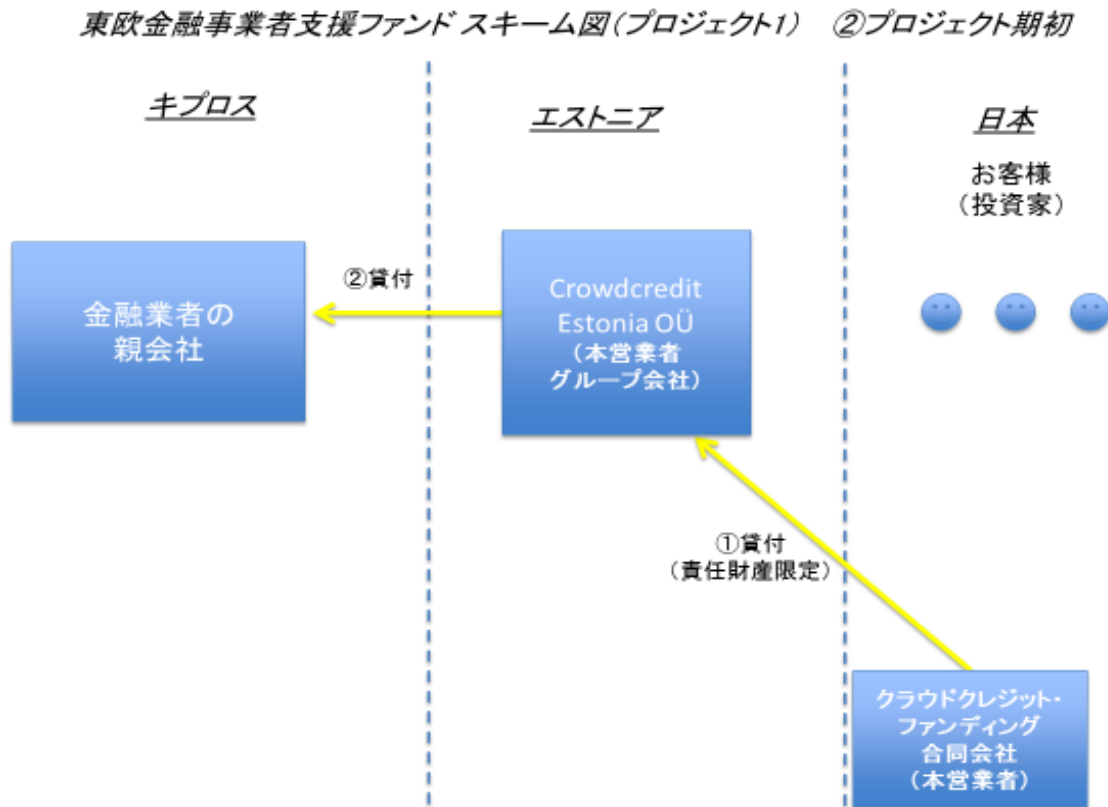 東欧金融事業者支援ファンド スキーム図(プロジェクト1) ②プロジェクト期初
キプロス
エストニア
日本
お客様
(投資家)
金融業者の
親会社
②貸付
Crowdcredit
Estonia OÜ
(本営業者
グループ会社)
①貸付
(責任財産限定)
クラウドクレジット・
ファンディング
合同会社
(本営業者)